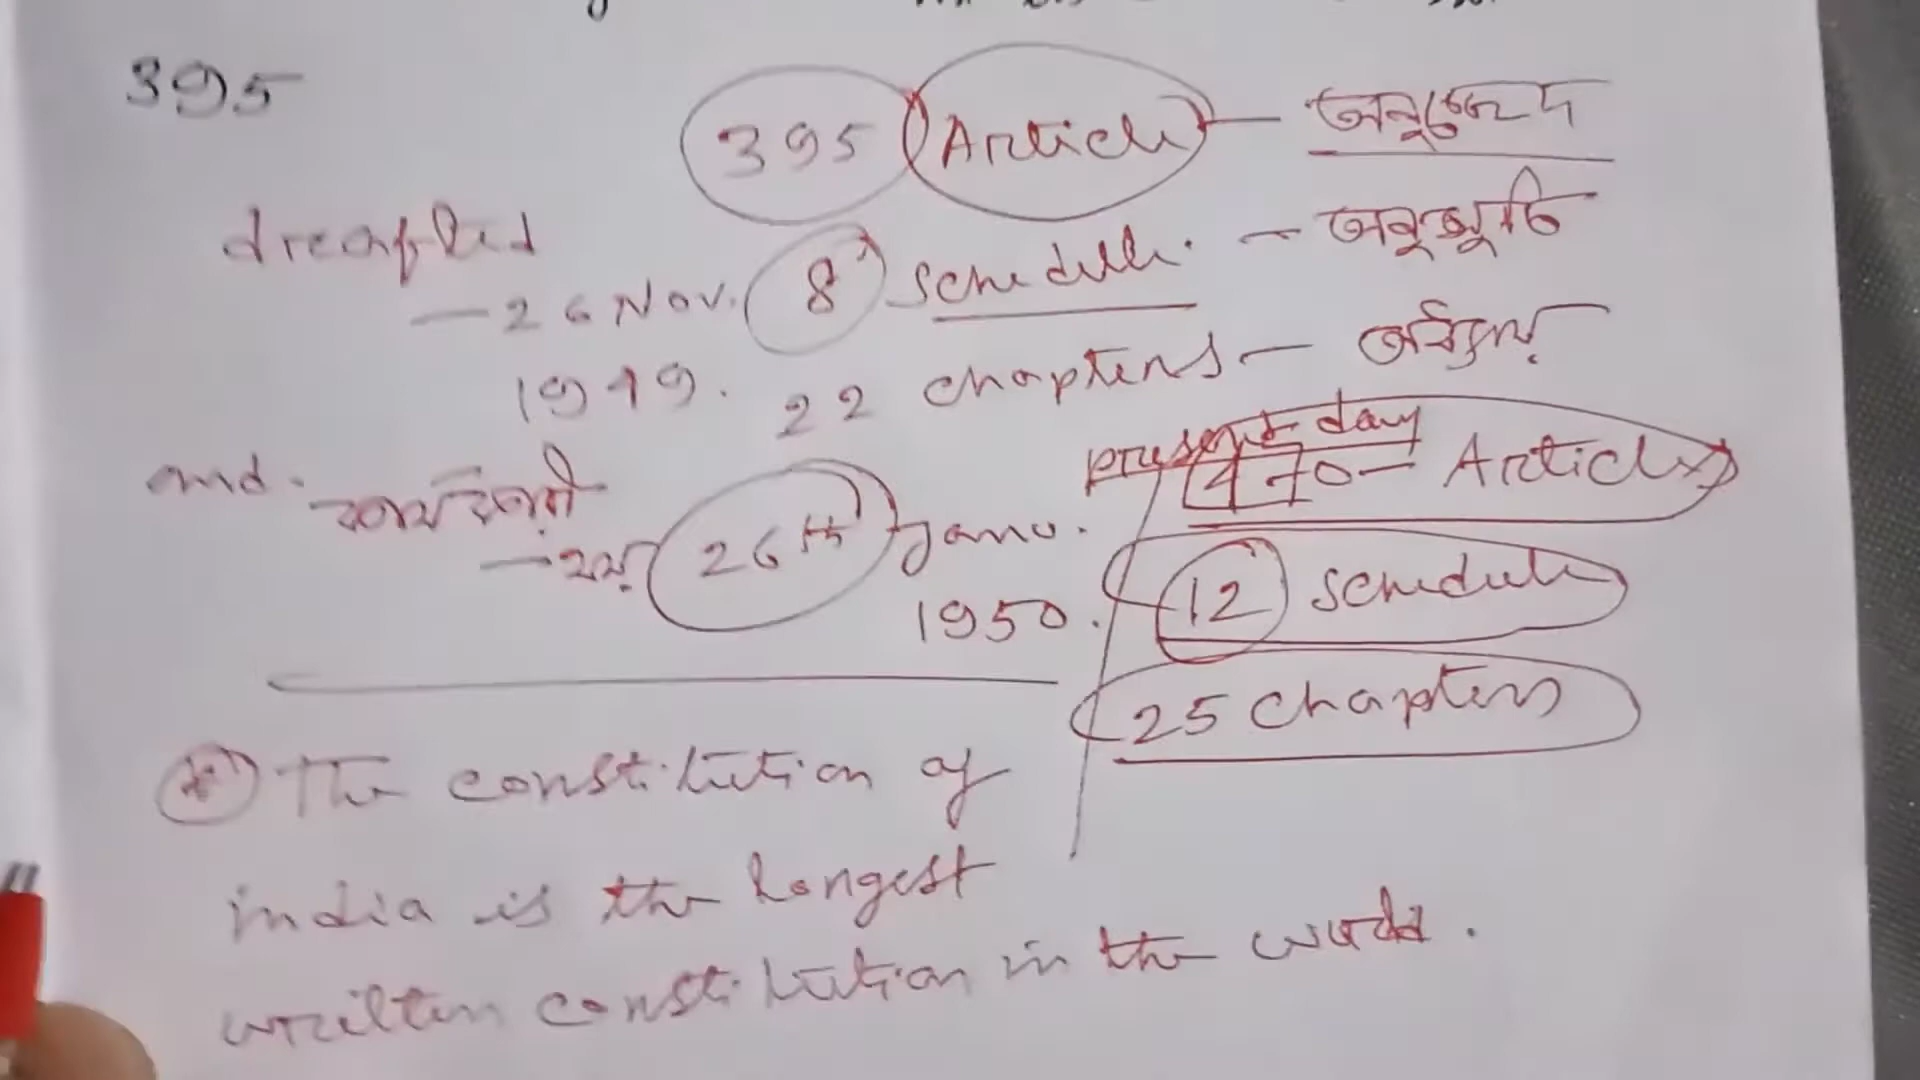 395
395 Article — অনুচ্ছেদ
drafted
— 26 Nov. 8 schedule. — অনুসূচি
1949. 22 chapters — অধ্যায়
present day
470 — Articles
and. কার্যকরী
— হয় 26th janu.
1950.
12 schedule
25 chapters
The constitution of
india is the longest
written constitution in the world.